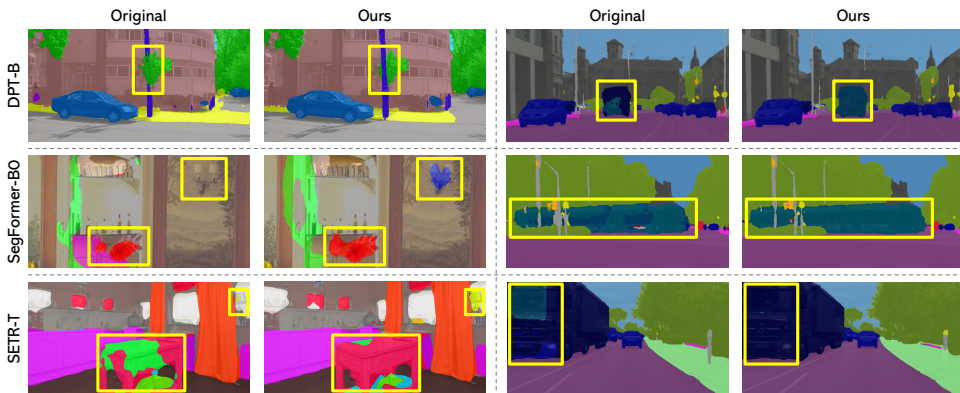 Original Ours Original Ours
DPT-B
SegFormer-BO
SETR-T